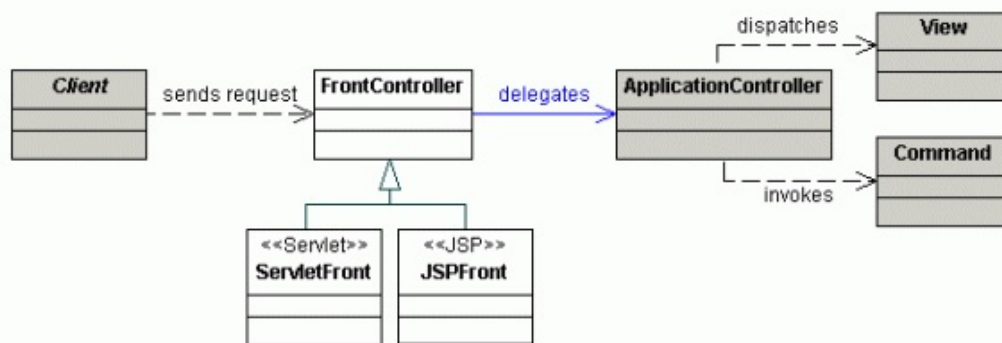 dispatches
View
Client
sends request
FrontController
delegates
ApplicationController
Command
invokes
<<Servlet>>
ServletFront
<<JSP>>
JSPFront